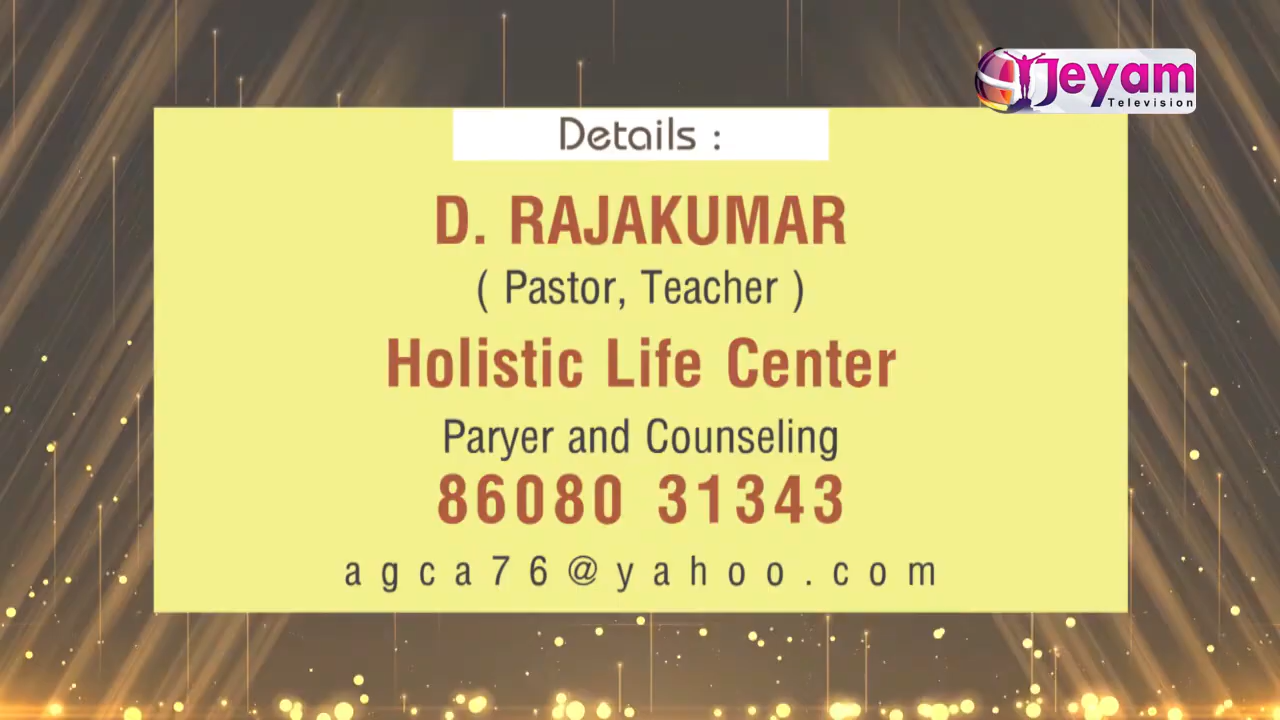 Jeyam
Television
Details :
D. RAJAKUMAR
( Pastor, Teacher )
Holistic Life Center
Paryer and Counseling
86080 31343
agca76@yahoo.com